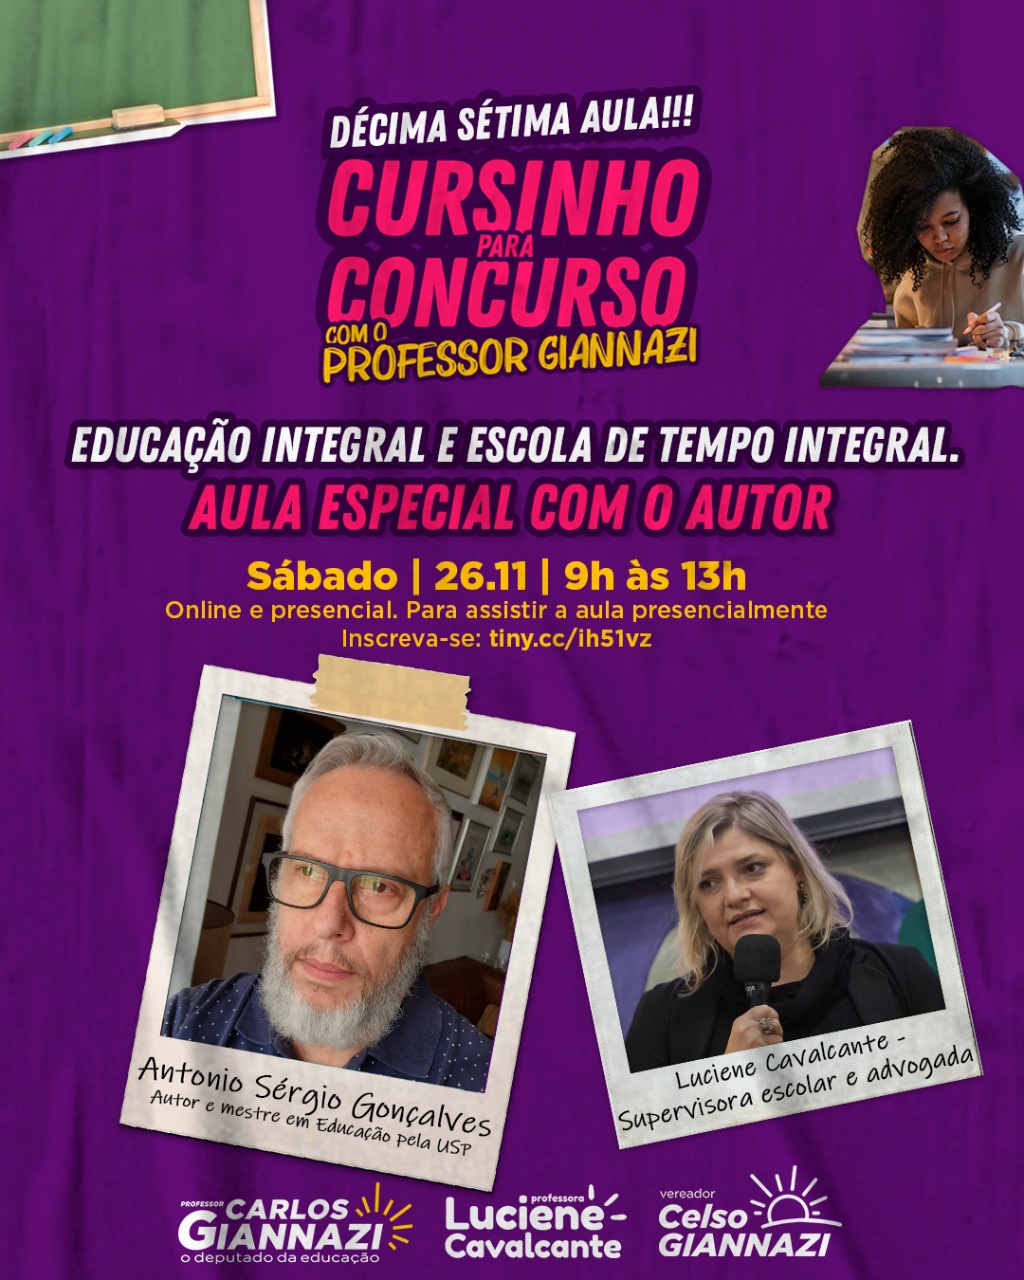 DÉCIMA SÉTIMA AULA!!!
CURSINHO
PARA
CONCURSO
COM O
PROFESSOR GIANNAZI
EDUCAÇÃO INTEGRAL E ESCOLA DE TEMPO INTEGRAL.
AULA ESPECIAL COM O AUTOR
Sábado | 26.11 | 9h às 13h
Online e presencial. Para assistir a aula presencialmente
Inscreva-se: tiny.cc/ih51vz
Antonio Sérgio Gonçalves
Autor e mestre em Educação pela USP
Luciene Cavalcante -
Supervisora escolar e advogada
PROFESSOR CARLOS
GIANNAZI
o deputado da educação
professora
Luciene
Cavalcante
vereador
Celso
GIANNAZI